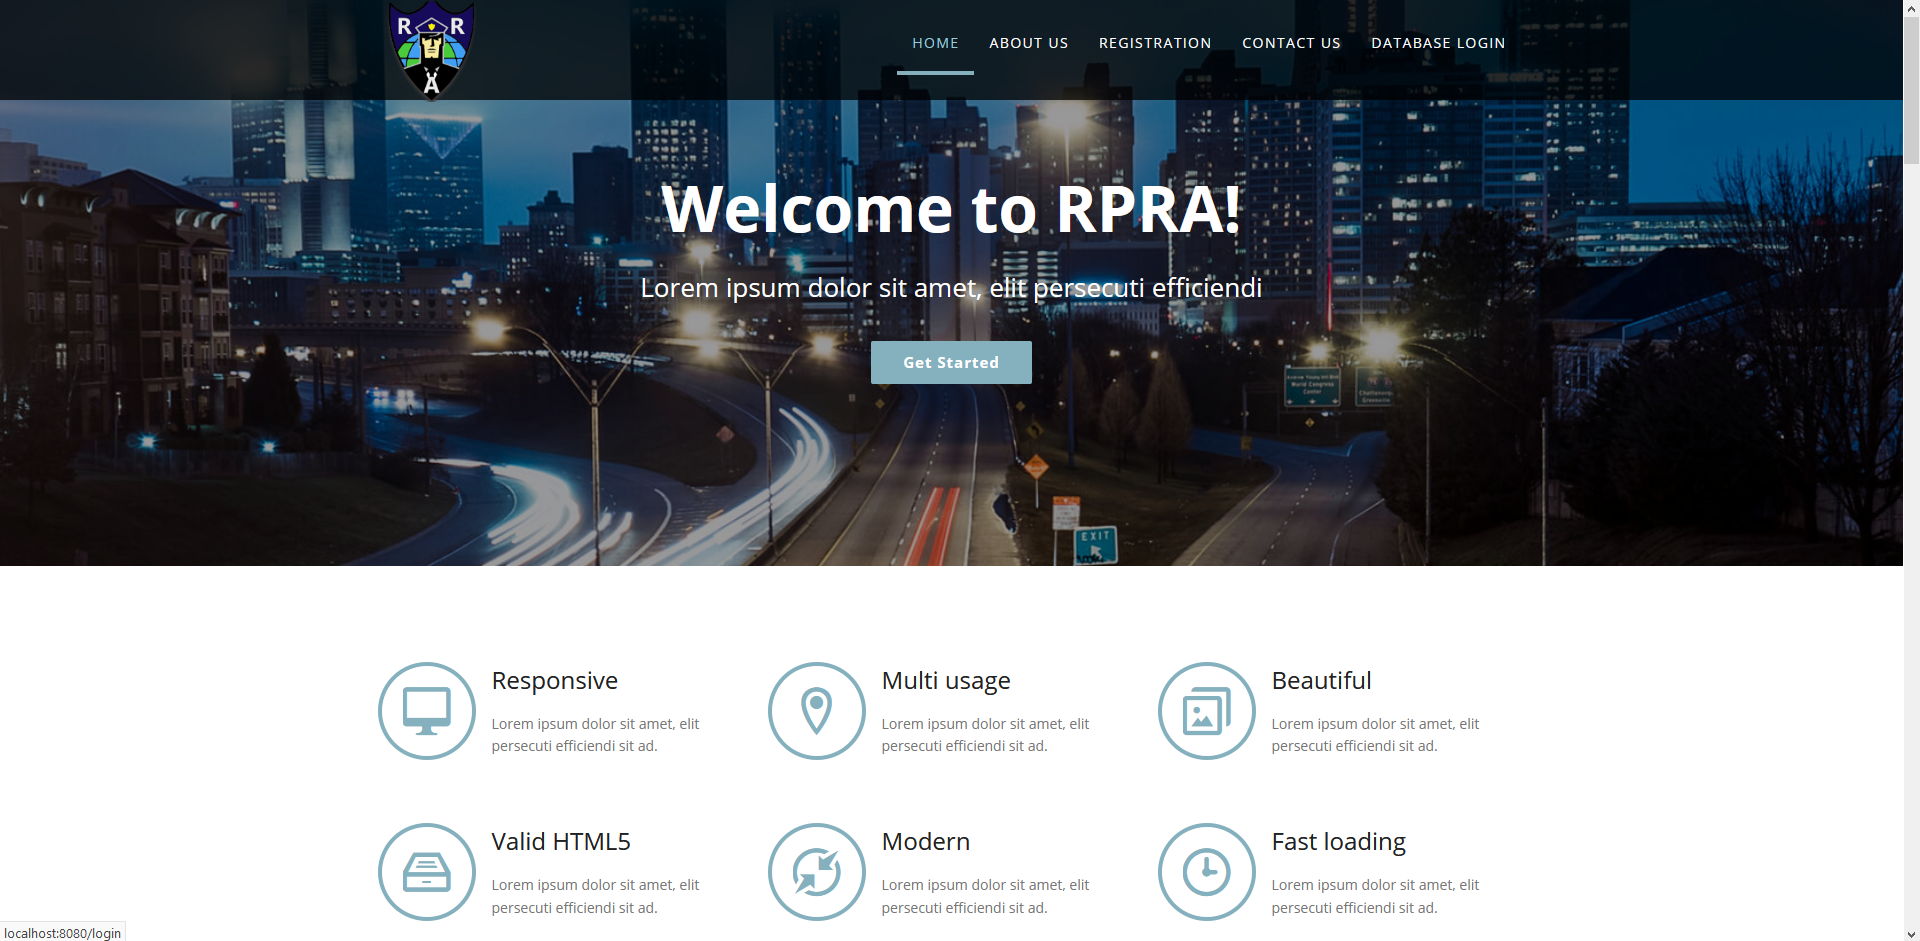 R R
A
HOME ABOUT US REGISTRATION CONTACT US DATABASE LOGIN
Welcome to RPRA!
Lorem ipsum dolor sit amet, elit persecuti efficiendi
Get Started
World Congress
Center
EXIT
Responsive
Lorem ipsum dolor sit amet, elit
persecuti efficiendi sit ad.
Multi usage
Lorem ipsum dolor sit amet, elit
persecuti efficiendi sit ad.
Beautiful
Lorem ipsum dolor sit amet, elit
persecuti efficiendi sit ad.
Valid HTML5
Lorem ipsum dolor sit amet, elit
persecuti efficiendi sit ad.
Modern
Lorem ipsum dolor sit amet, elit
persecuti efficiendi sit ad.
Fast loading
Lorem ipsum dolor sit amet, elit
persecuti efficiendi sit ad.
localhost:8080/login